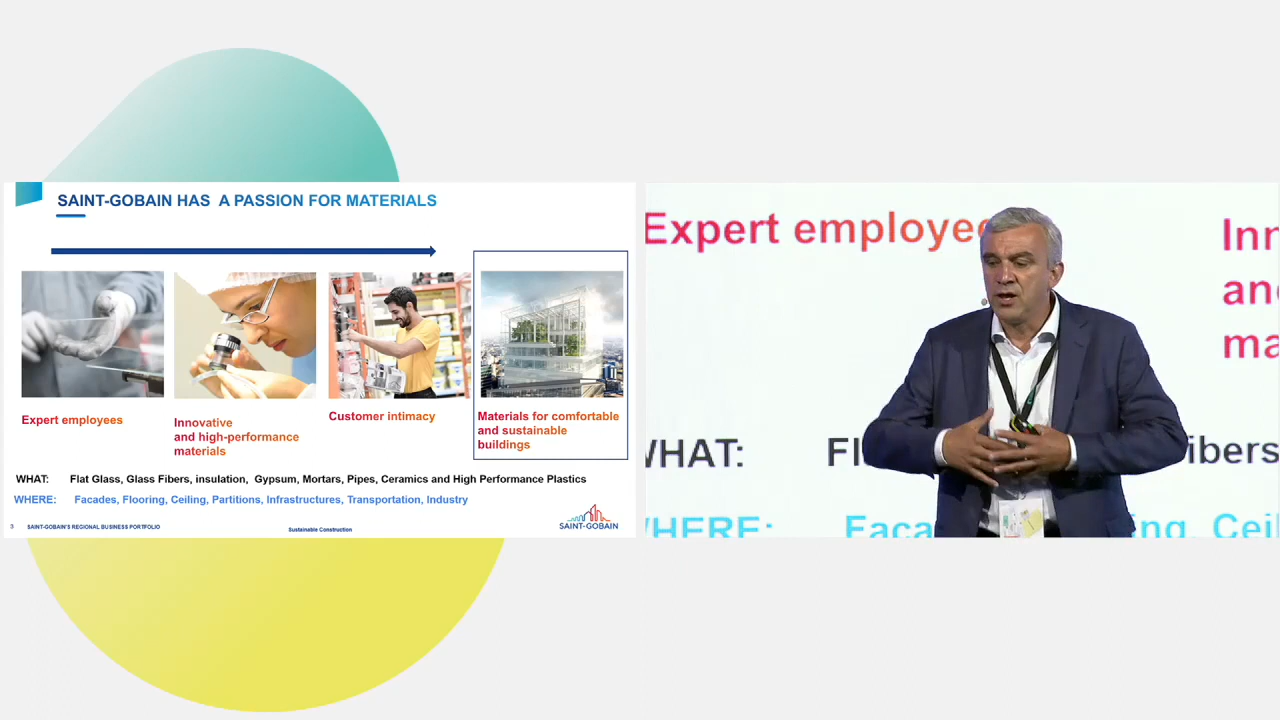 SAINT-GOBAIN HAS A PASSION FOR MATERIALS
Expert employees
Innovative
and high-performance
materials
Customer intimacy
Materials for comfortable
and sustainable
buildings
WHAT: Flat Glass, Glass Fibers, insulation, Gypsum, Mortars, Pipes, Ceramics and High Performance Plastics
WHERE: Facades, Flooring, Ceiling, Partitions, Infrastructures, Transportation, Industry
3 SAINT-GOBAIN'S REGIONAL BUSINESS PORTFOLIO
Sustainable Construction
SAINT-GOBAIN
Expert employee
Inn
and
ma
WHAT: Fl ibers
WHERE: Faca ing, Ceil